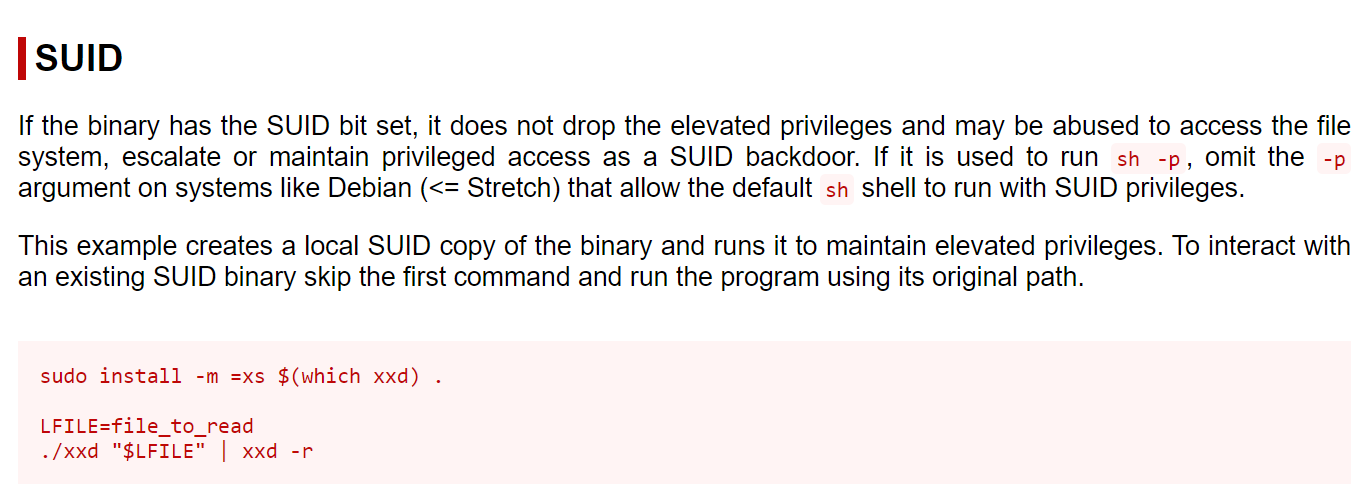 SUID
If the binary has the SUID bit set, it does not drop the elevated privileges and may be abused to access the file
system, escalate or maintain privileged access as a SUID backdoor. If it is used to run sh -p, omit the -p
argument on systems like Debian (<= Stretch) that allow the default sh shell to run with SUID privileges.
This example creates a local SUID copy of the binary and runs it to maintain elevated privileges. To interact with
an existing SUID binary skip the first command and run the program using its original path.
sudo install -m =xs $(which xxd) .
LFILE=file_to_read
./xxd "$LFILE" | xxd -r